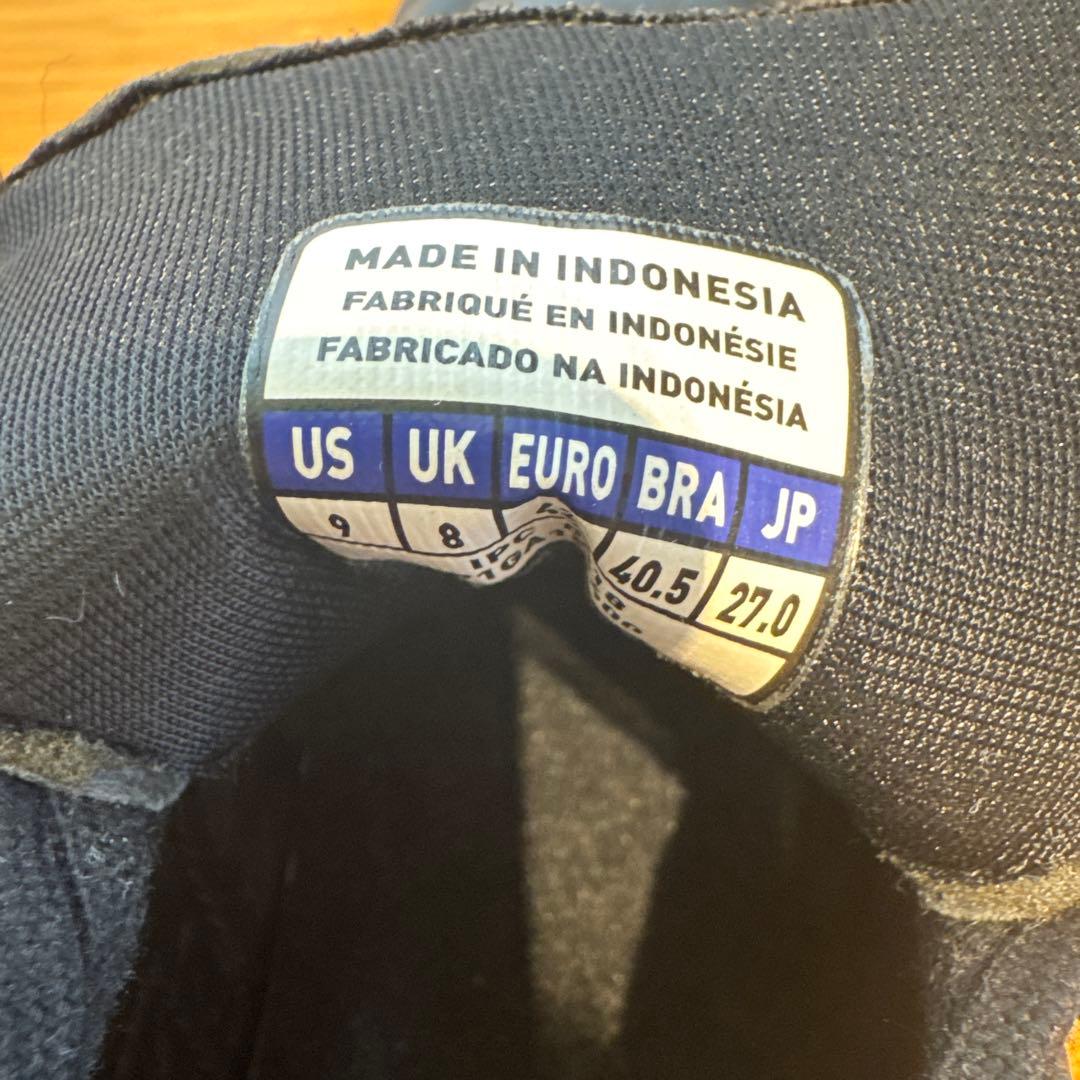 MADE IN INDONESIA
FABRIQUÉ EN INDONÉSIE
FABRICADO NA INDONÉSIA
US UK EURO BRA JP
9 8 40.5 27.0